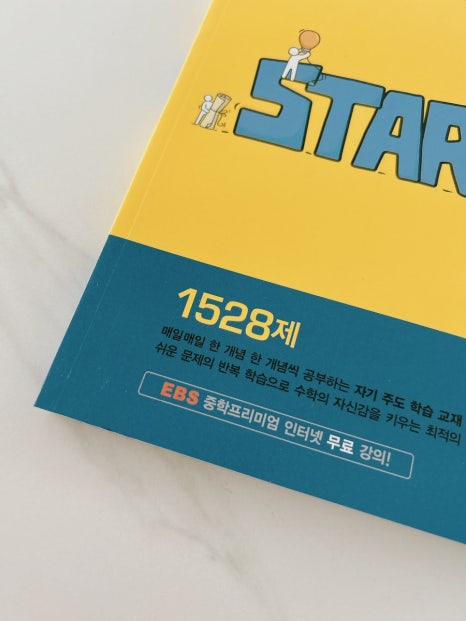 STAR
1528제
매일매일 한 개념 한 개념씩 공부하는 자기 주도 학습 교재
쉬운 문제의 반복 학습으로 수학의 자신감을 키우는 최적의
EBS 중학프리미엄 인터넷 무료 강의!